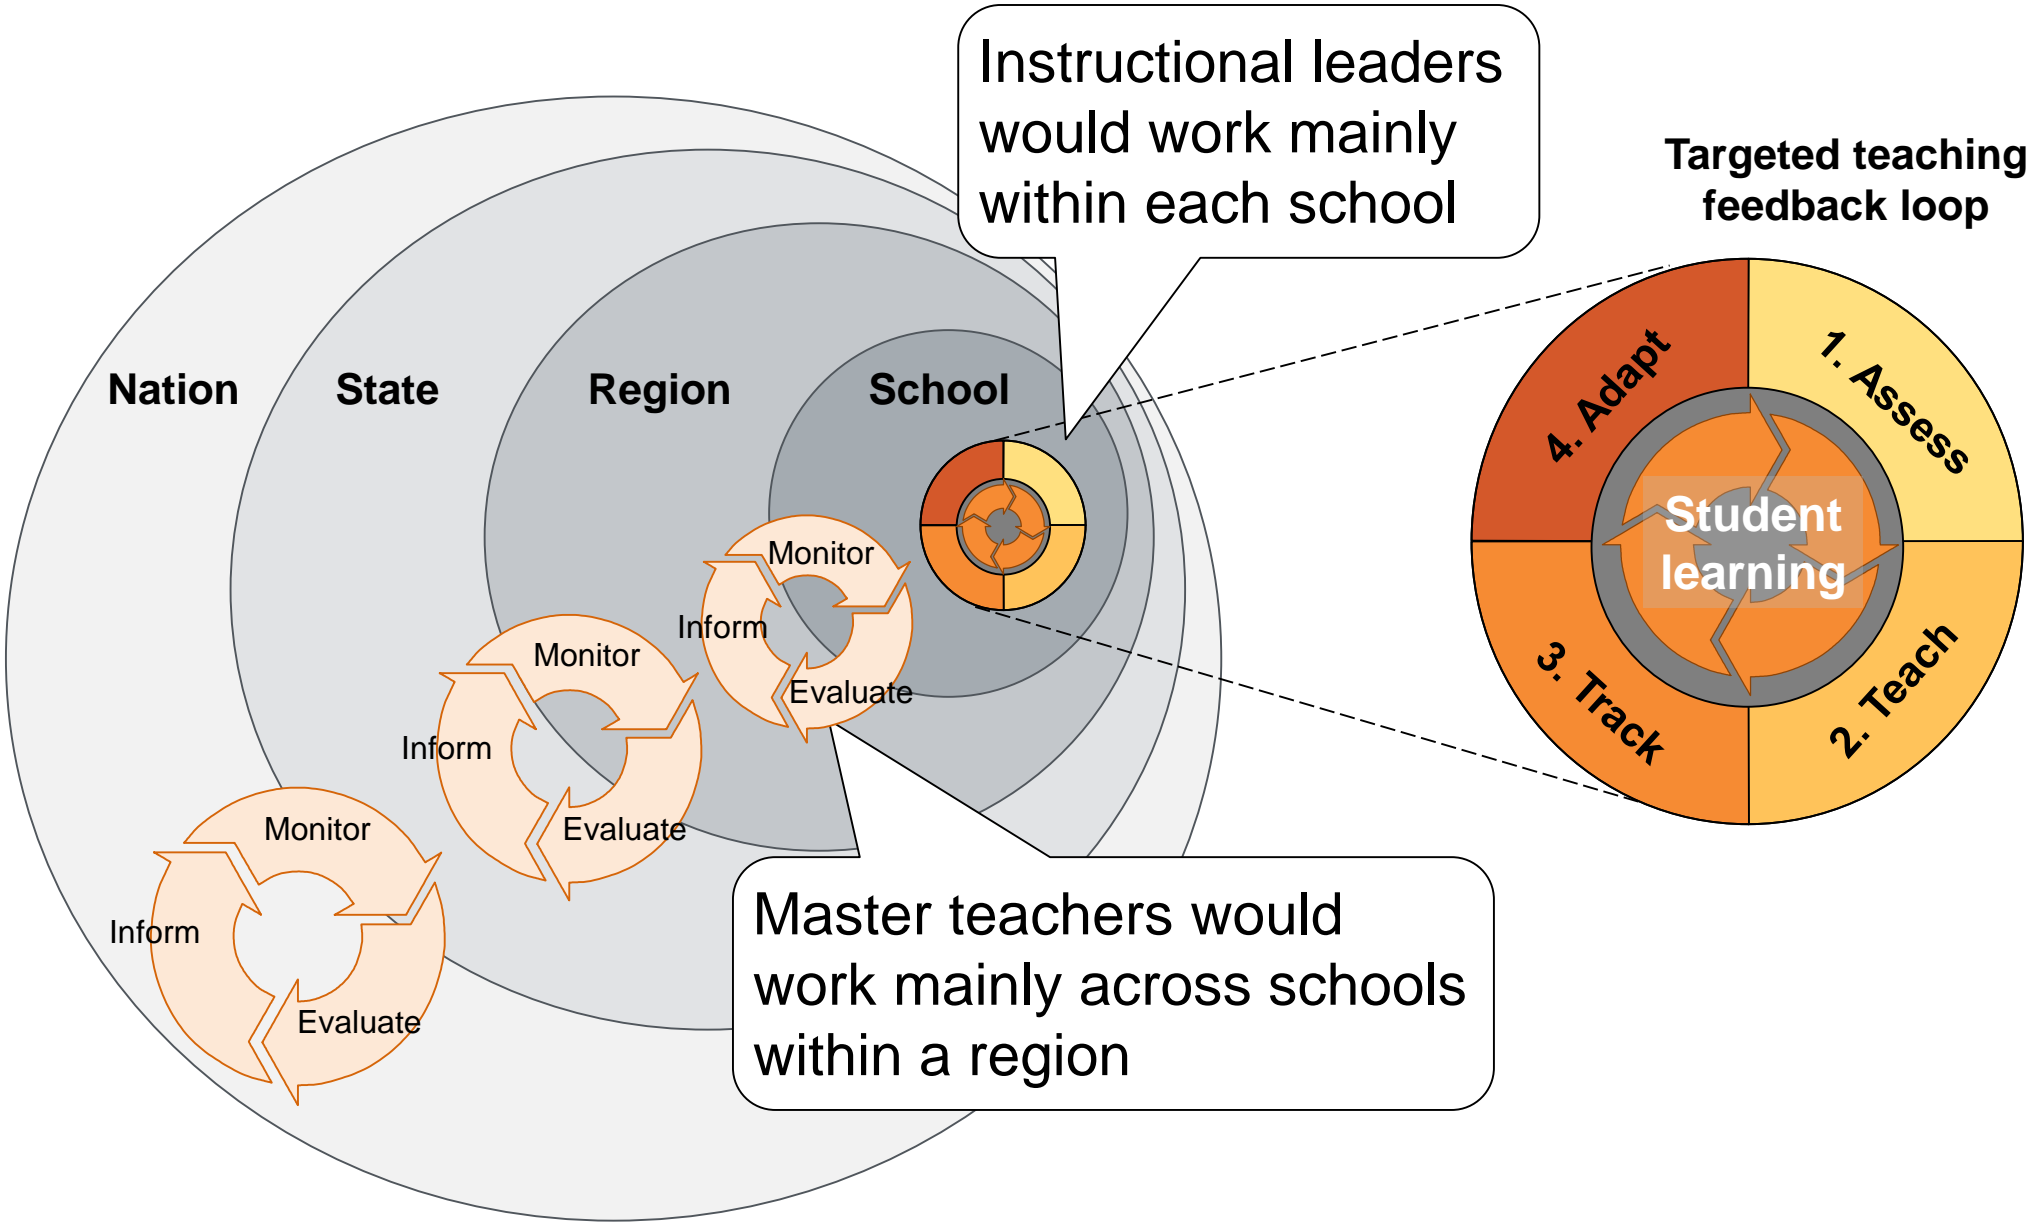 Instructional leaders
would work mainly
within each school
Targeted teaching
feedback loop
Nation
State
Region
School
4. Adapt
1. Assess
Student
learning
3. Track
2. Teach
Monitor
Inform
Evaluate
Monitor
Inform
Evaluate
Monitor
Inform
Evaluate
Master teachers would
work mainly across schools
within a region